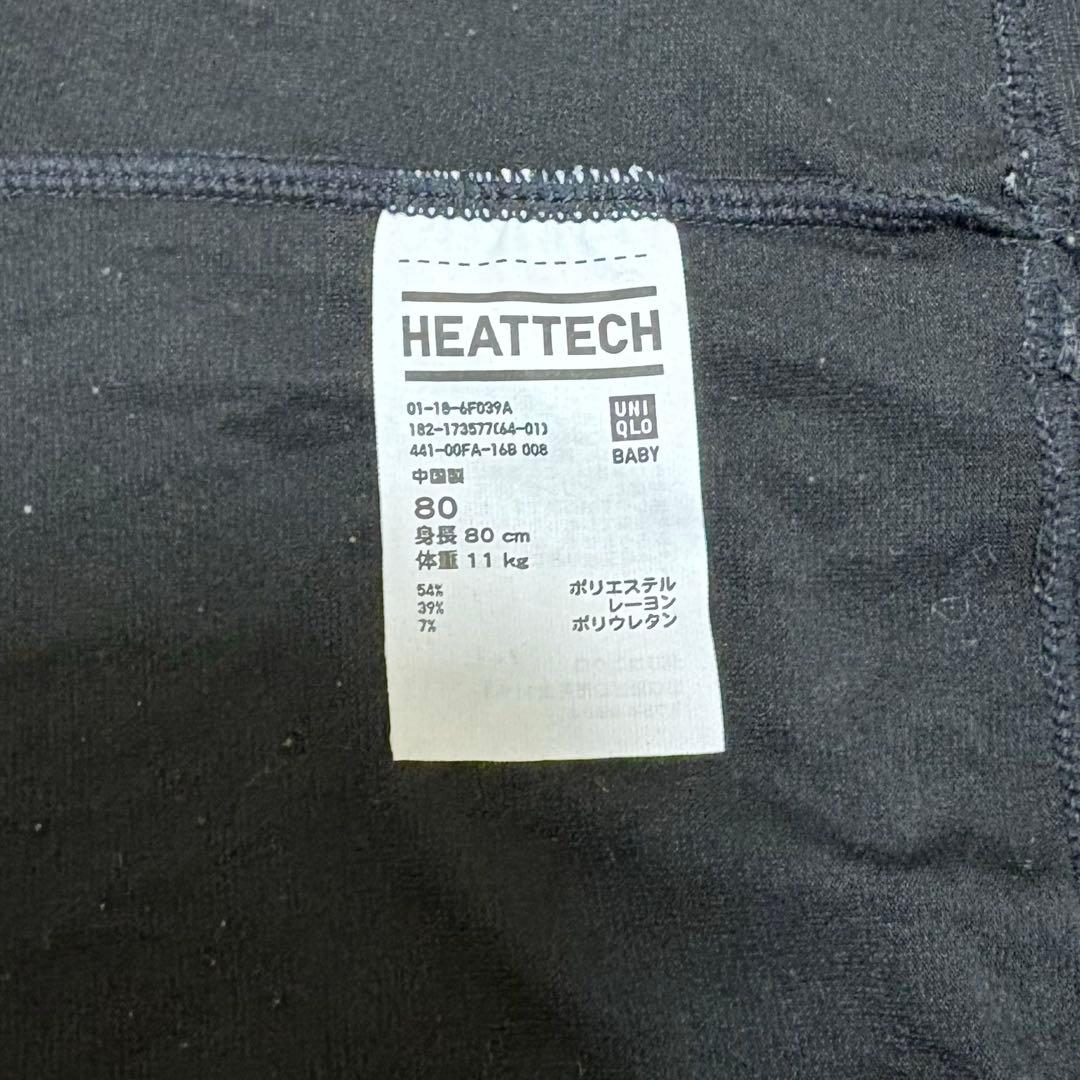 HEATTECH
01-18-6F039A
182-173577(64-01)
441-00FA-16B 008
UNI
QLO
BABY
中国製
80
身長 80 cm
体重 11 kg
54% ポリエステル
39% レーヨン
7% ポリウレタン